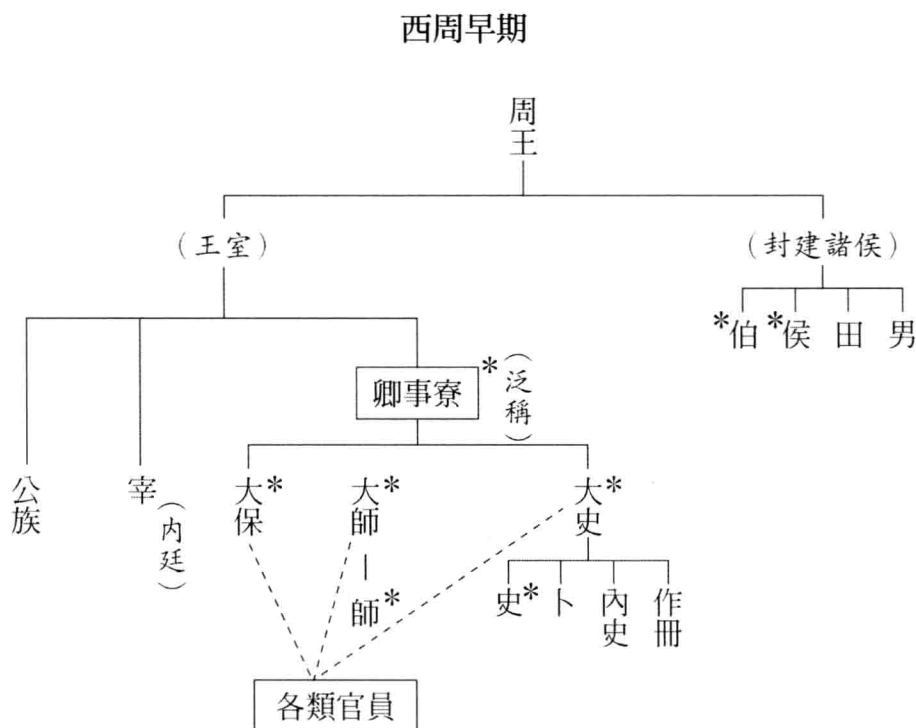 西周早期
周王
（王室）
（封建諸侯）
*伯
*侯
田
男
卿事寮*
（泛稱）
公族
宰
（内廷）
大保*
大師*
師*
大史*
史*
卜
內史
作冊
各類官員